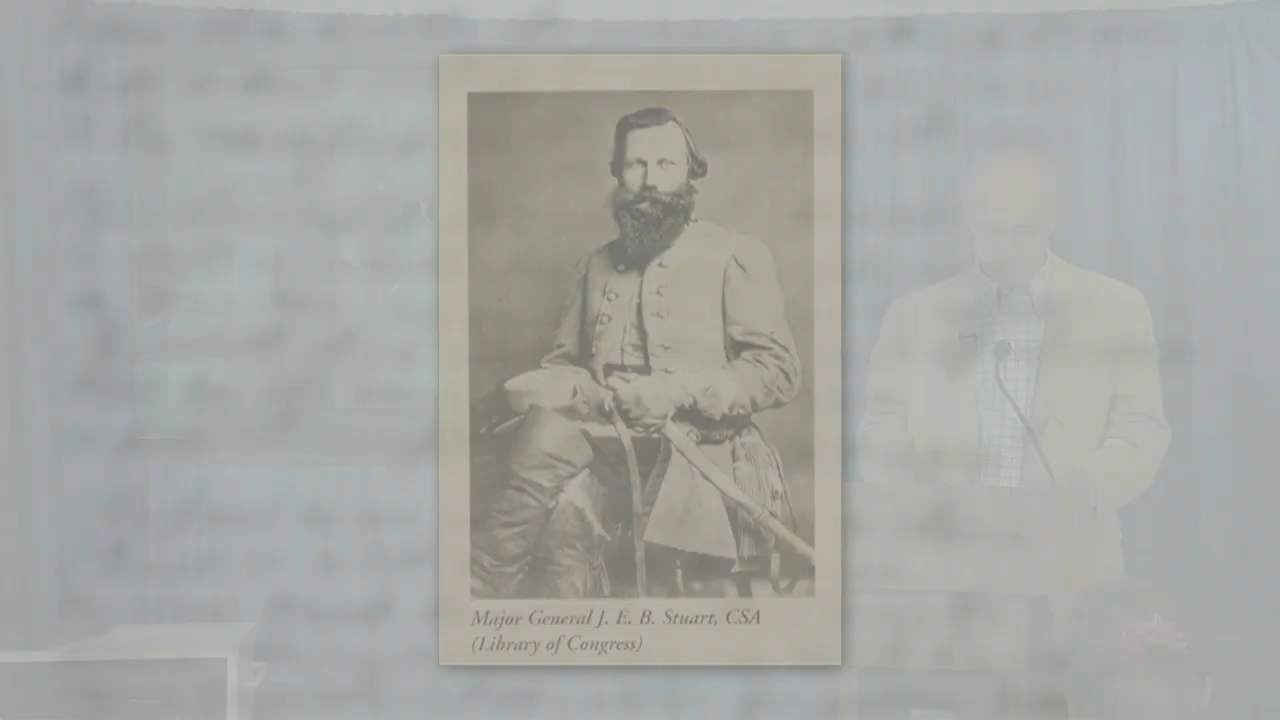 Major General J. E. B. Stuart, CSA
(Library of Congress)